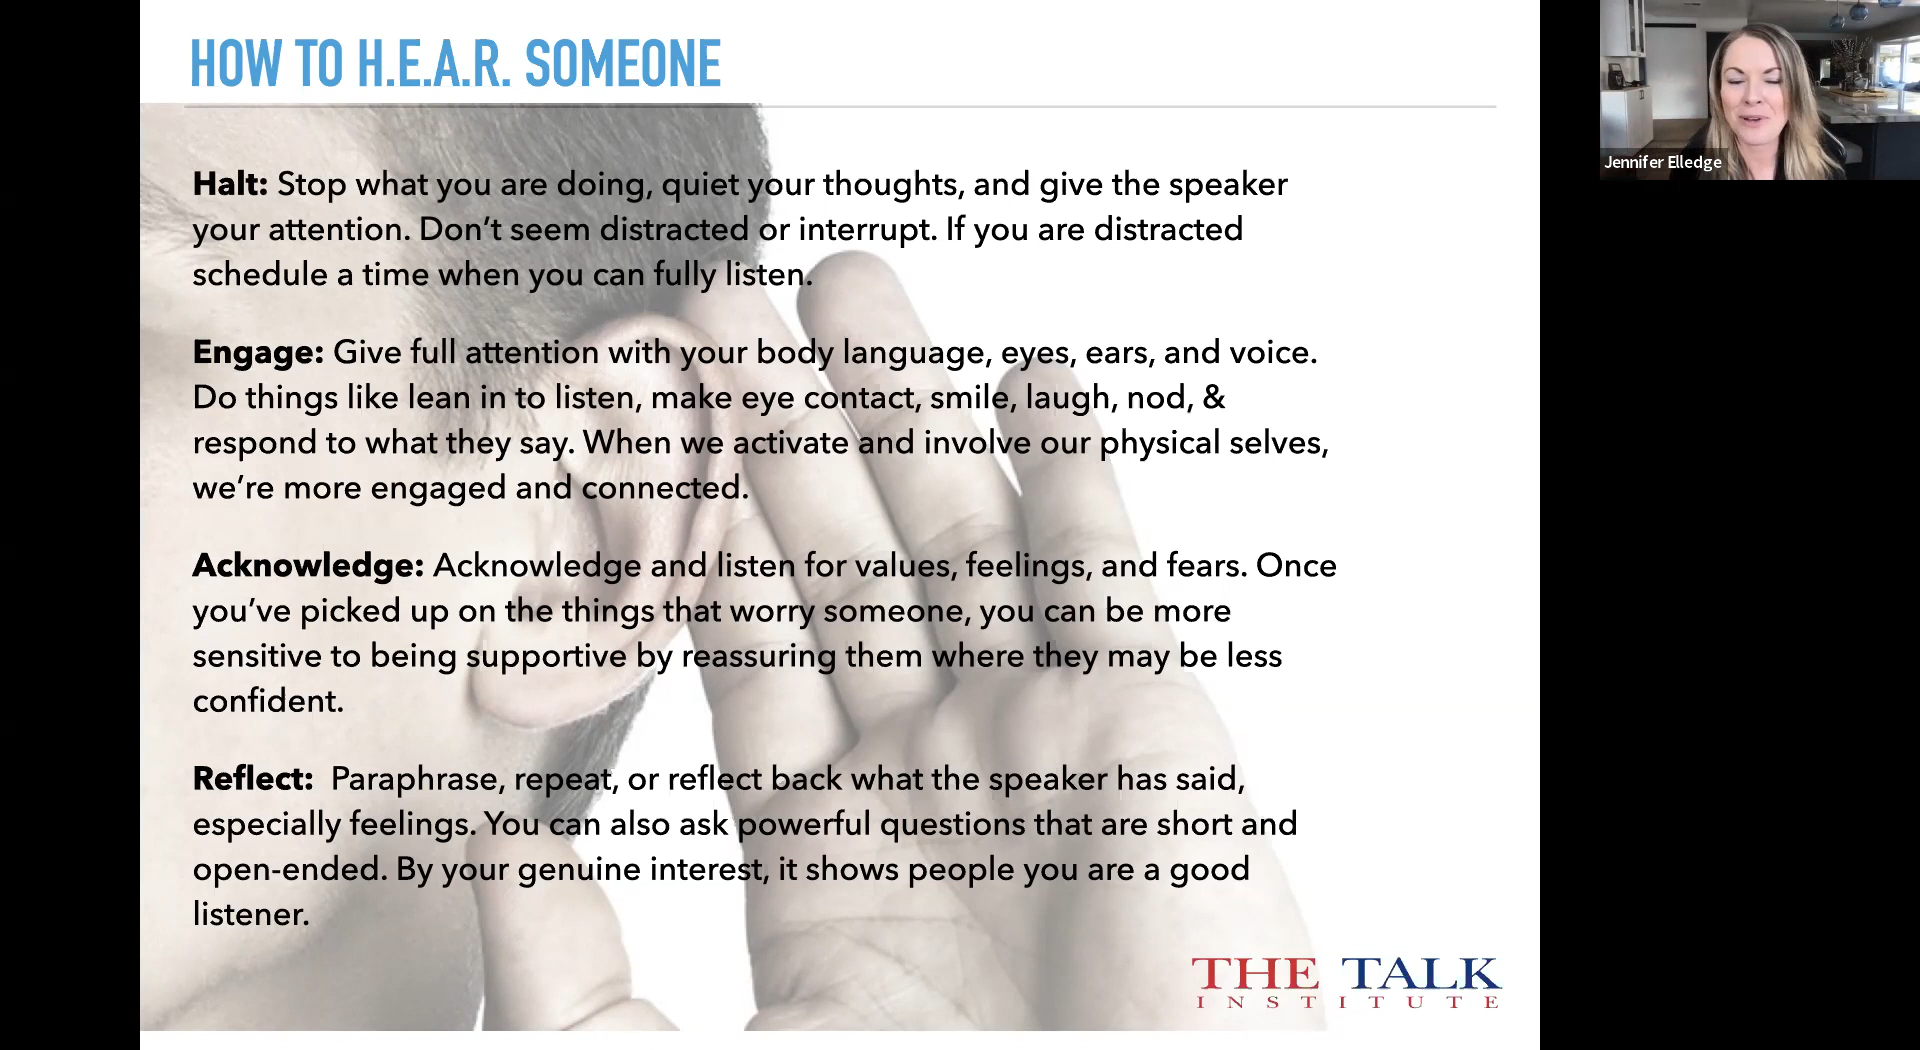 HOW TO H.E.A.R. SOMEONE
Halt: Stop what you are doing, quiet your thoughts, and give the speaker
your attention. Don’t seem distracted or interrupt. If you are distracted
schedule a time when you can fully listen.
Engage: Give full attention with your body language, eyes, ears, and voice.
Do things like lean in to listen, make eye contact, smile, laugh, nod, &
respond to what they say. When we activate and involve our physical selves,
we’re more engaged and connected.
Acknowledge: Acknowledge and listen for values, feelings, and fears. Once
you’ve picked up on the things that worry someone, you can be more
sensitive to being supportive by reassuring them where they may be less
confident.
Reflect: Paraphrase, repeat, or reflect back what the speaker has said,
especially feelings. You can also ask powerful questions that are short and
open-ended. By your genuine interest, it shows people you are a good
listener.
THE TALK
INSTITUTE
Jennifer Elledge